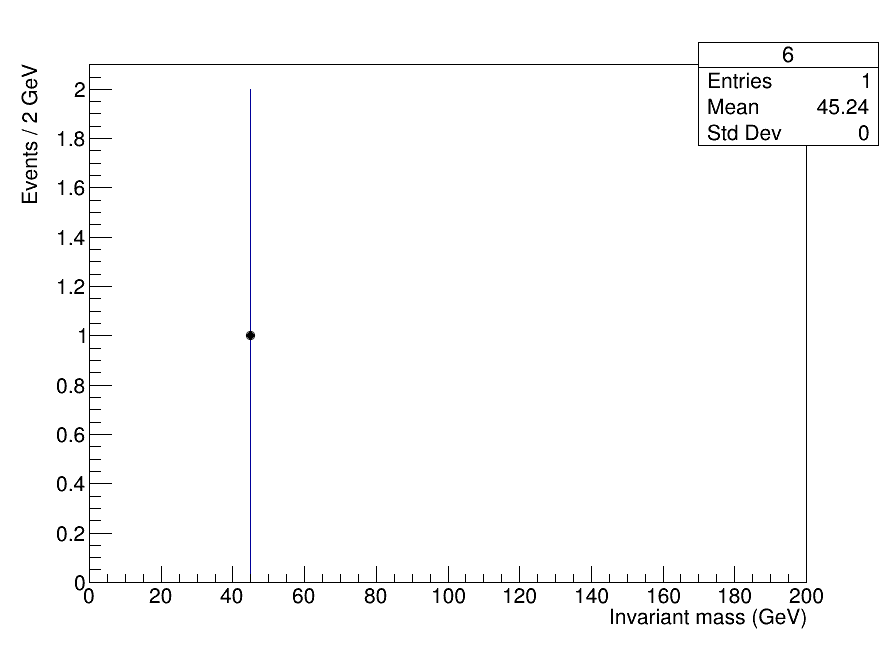 6
Entries 1
Mean 45.24
Std Dev 0
Events / 2 GeV
2
1.8
1.6
1.4
1.2
1
0.8
0.6
0.4
0.2
0
0 20 40 60 80 100 120 140 160 180 200
Invariant mass (GeV)